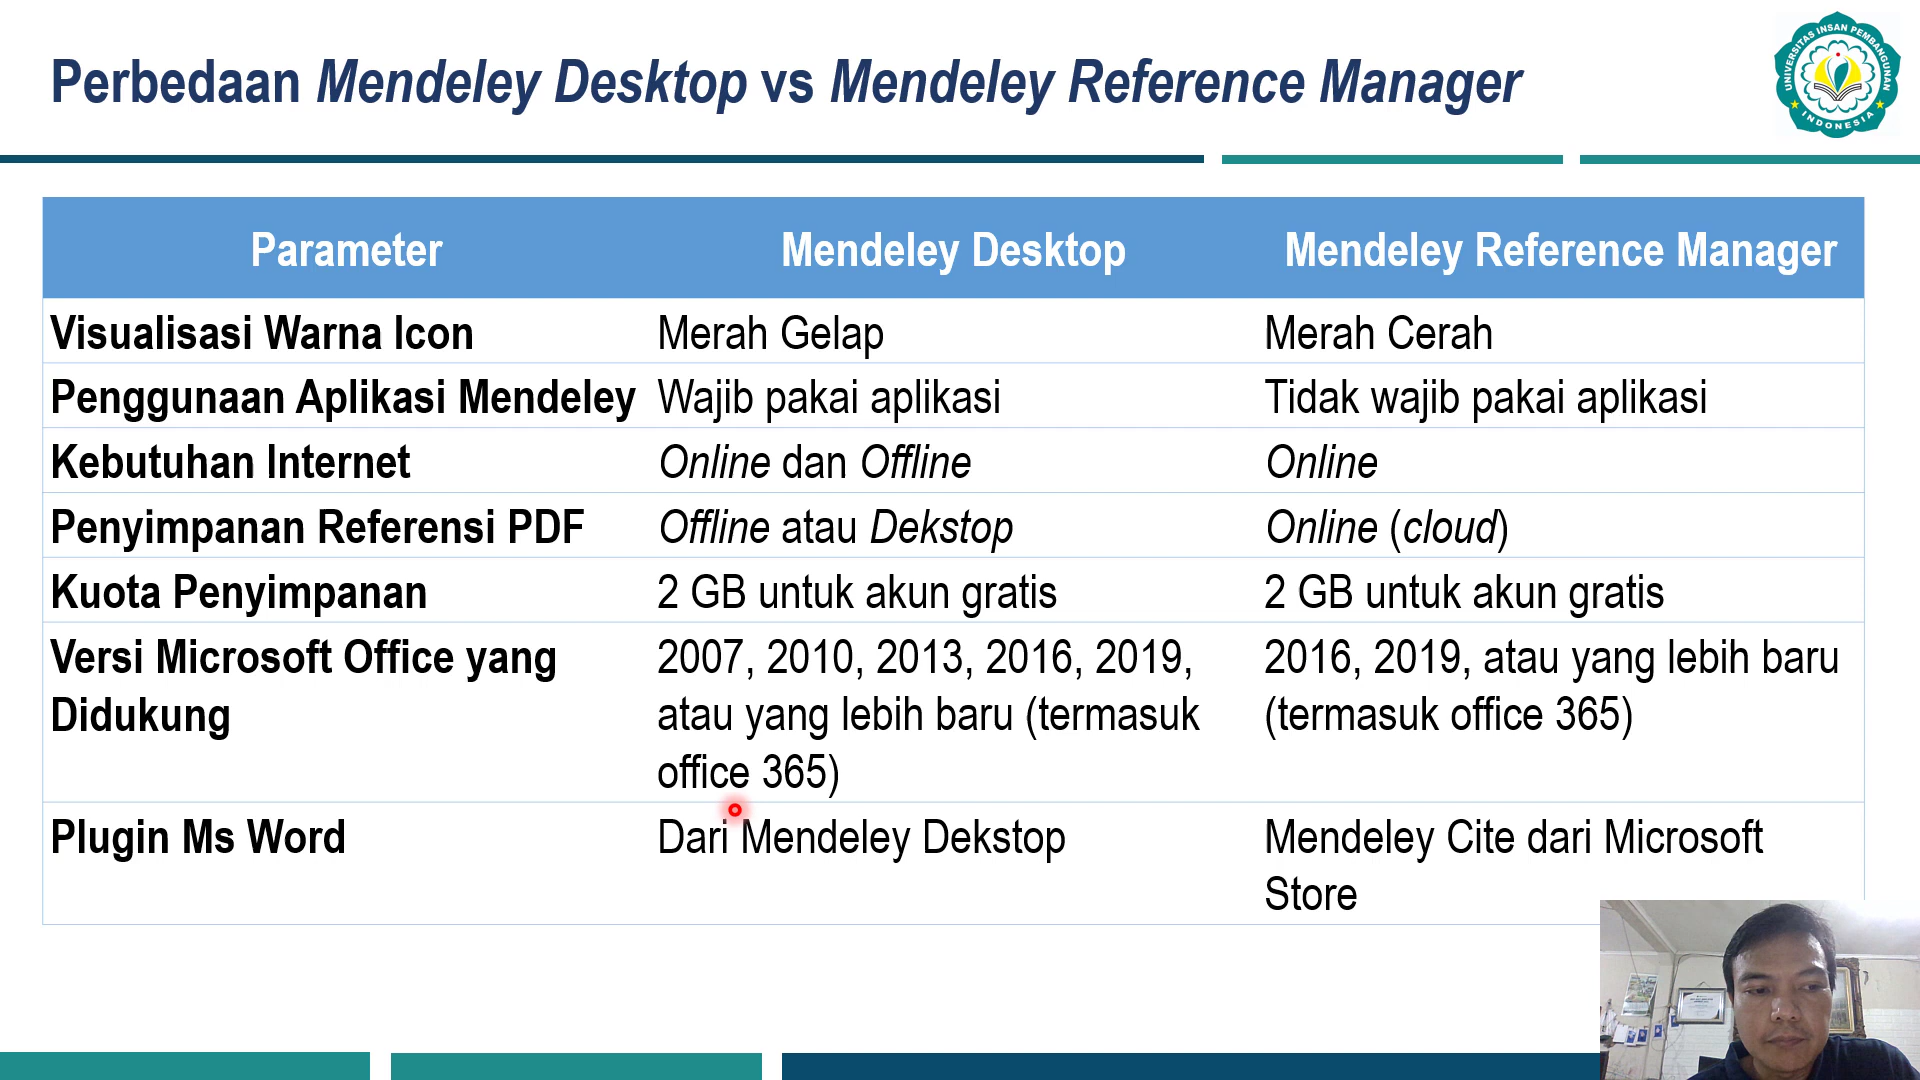 Perbedaan Mendeley Desktop vs Mendeley Reference Manager
UNIVERSITAS INSAN PEMBANGUNAN
INDONESIA
Parameter Mendeley Desktop Mendeley Reference Manager
Visualisasi Warna Icon Merah Gelap Merah Cerah
Penggunaan Aplikasi Mendeley Wajib pakai aplikasi Tidak wajib pakai aplikasi
Kebutuhan Internet Online dan Offline Online
Penyimpanan Referensi PDF Offline atau Dekstop Online (cloud)
Kuota Penyimpanan 2 GB untuk akun gratis 2 GB untuk akun gratis
Versi Microsoft Office yang
Didukung
2007, 2010, 2013, 2016, 2019,
atau yang lebih baru (termasuk
office 365)
2016, 2019, atau yang lebih baru
(termasuk office 365)
Plugin Ms Word
Dari Mendeley Dekstop
Mendeley Cite dari Microsoft
Store